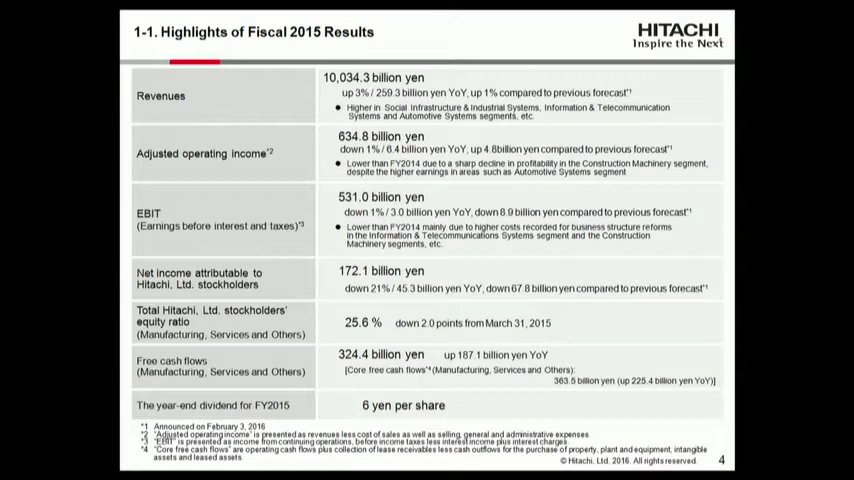 1-1. Highlights of Fiscal 2015 Results
HITACHI
Inspire the Next
Revenues
10,034.3 billion yen
up 3% / 259.3 billion yen YoY, up 1% compared to previous forecast*1
● Higher in Social Infrastructure & Industrial Systems, Information & Telecommunication
Systems and Automotive Systems segments, etc.
Adjusted operating income*2
634.8 billion yen
down 1% / 6.4 billion yen YoY, up 4.8billion yen compared to previous forecast*1
● Lower than FY2014 due to a sharp decline in profitability in the Construction Machinery segment,
despite the higher earnings in areas such as Automotive Systems segment
EBIT
(Earnings before interest and taxes)*3
531.0 billion yen
down 1% / 3.0 billion yen YoY, down 8.9 billion yen compared to previous forecast*1
● Lower than FY2014 mainly due to higher costs recorded for business structure reforms
in the Information & Telecommunications Systems segment and the Construction
Machinery segments, etc.
Net income attributable to
Hitachi, Ltd. stockholders
172.1 billion yen
down 21% / 45.3 billion yen YoY, down 67.8 billion yen compared to previous forecast*1
Total Hitachi, Ltd. stockholders'
equity ratio
(Manufacturing, Services and Others)
25.6 % down 2.0 points from March 31, 2015
Free cash flows
(Manufacturing, Services and Others)
324.4 billion yen up 187.1 billion yen YoY
[Core free cash flows*4 (Manufacturing, Services and Others):
363.5 billion yen (up 225.4 billion yen YoY)]
The year-end dividend for FY2015
6 yen per share
*1 Announced on February 3, 2016
*2 "Adjusted operating income" is presented as revenues less cost of sales as well as selling, general and administrative expenses.
*3 "EBIT" is presented as income from continuing operations, before income taxes less interest income plus interest charges.
*4 "Core free cash flows" are operating cash flows plus collection of lease receivables less cash outflows for the purchase of property, plant and equipment, intangible
assets and leased assets.
© Hitachi, Ltd. 2016. All rights reserved.
4